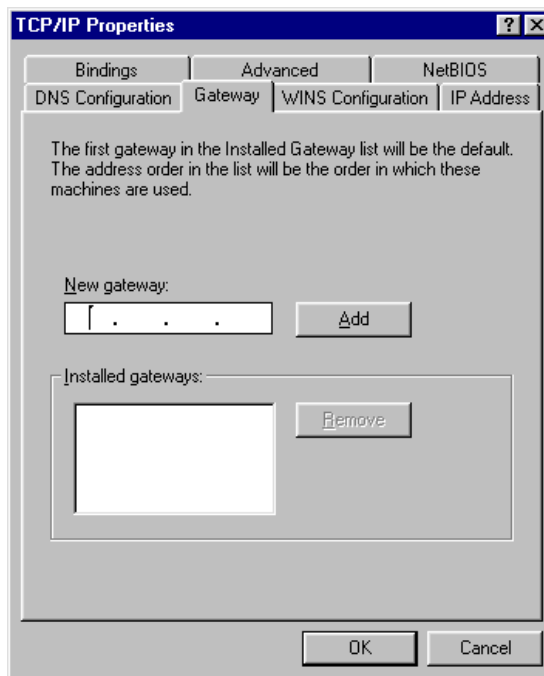 TCP/IP Properties
? X
Bindings Advanced NetBIOS
DNS Configuration Gateway WINS Configuration IP Address
The first gateway in the Installed Gateway list will be the default.
The address order in the list will be the order in which these
machines are used.
New gateway:
. . .
Add
Installed gateways:
Remove
OK Cancel